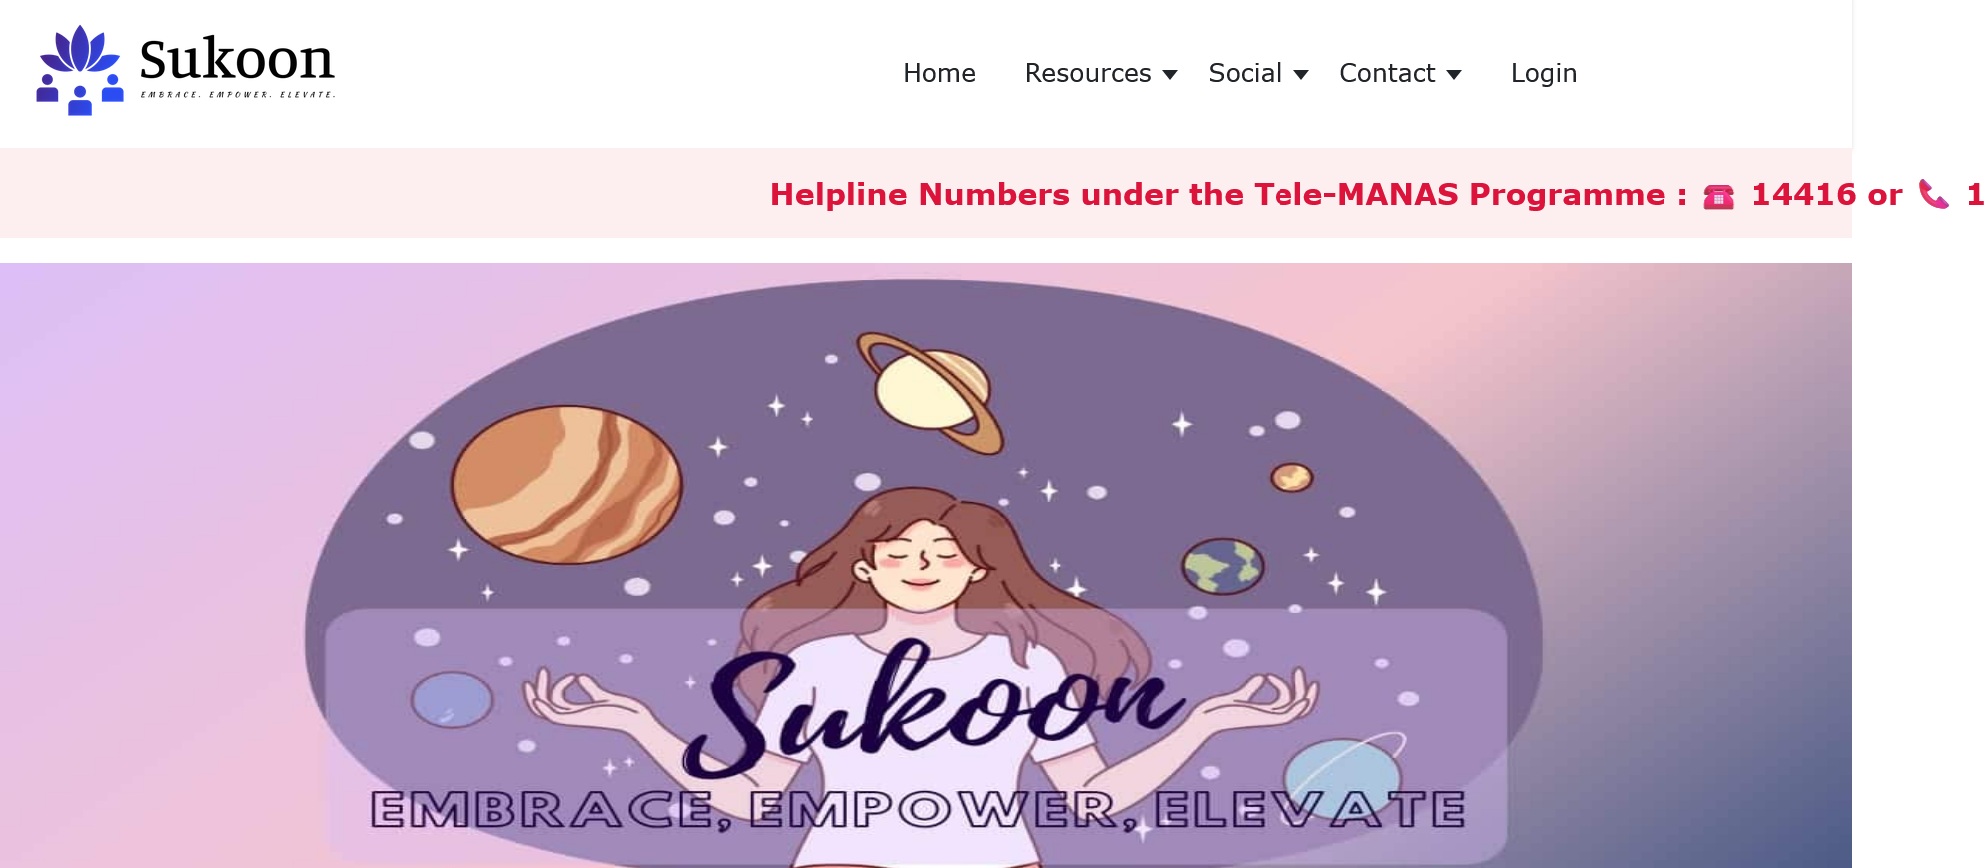 Sukoon
EMBRACE. EMPOWER. ELEVATE.
Home Resources Social Contact Login
Helpline Numbers under the Tele-MANAS Programme : ☎ 14416 or 📞 1
Sukoon
EMBRACE, EMPOWER, ELEVATE